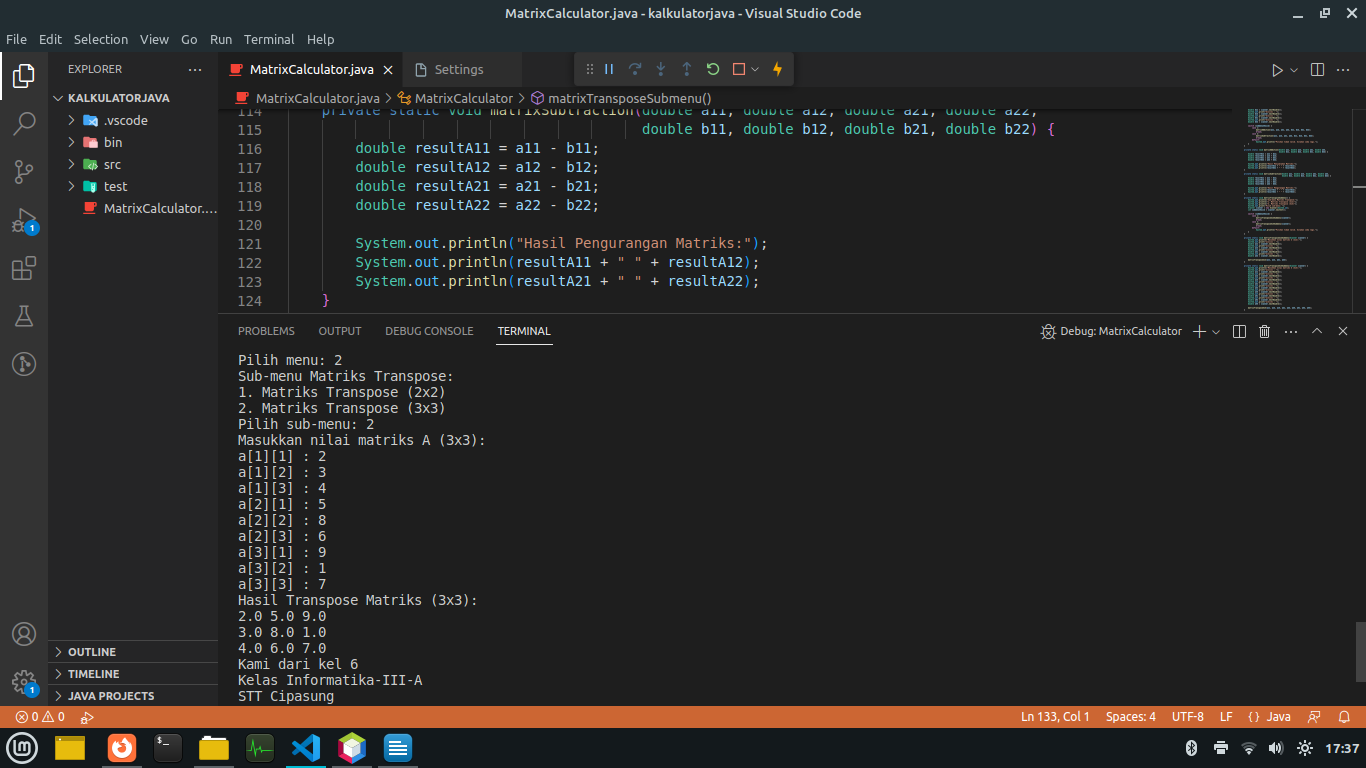 MatrixCalculator.java - kalkulatorjava - Visual Studio Code
File Edit Selection View Go Run Terminal Help
EXPLORER
MatrixCalculator.java
Settings
KALKULATORJAVA
.vscode
bin
src
test
MatrixCalculator....
MatrixCalculator.java > MatrixCalculator > matrixTransposeSubmenu()
114 private static void matrixSubtraction(double a11, double a12, double a21, double a22,
115 double b11, double b12, double b21, double b22) {
116 double resultA11 = a11 - b11;
117 double resultA12 = a12 - b12;
118 double resultA21 = a21 - b21;
119 double resultA22 = a22 - b22;
120
121 System.out.println("Hasil Pengurangan Matriks:");
122 System.out.println(resultA11 + " " + resultA12);
123 System.out.println(resultA21 + " " + resultA22);
124 }
PROBLEMS OUTPUT DEBUG CONSOLE TERMINAL
Debug: MatrixCalculator
Pilih menu: 2
Sub-menu Matriks Transpose:
1. Matriks Transpose (2x2)
2. Matriks Transpose (3x3)
Pilih sub-menu: 2
Masukkan nilai matriks A (3x3):
a[1][1] : 2
a[1][2] : 3
a[1][3] : 4
a[2][1] : 5
a[2][2] : 8
a[2][3] : 6
a[3][1] : 9
a[3][2] : 1
a[3][3] : 7
Hasil Transpose Matriks (3x3):
2.0 5.0 9.0
3.0 8.0 1.0
4.0 6.0 7.0
Kami dari kel 6
Kelas Informatika-III-A
STT Cipasung
1
1
OUTLINE
TIMELINE
JAVA PROJECTS
0 0
Ln 133, Col 1 Spaces: 4 UTF-8 LF {} Java
17:37